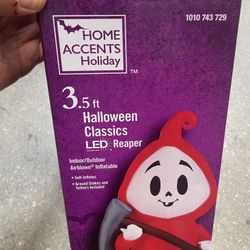 HOME
ACCENTS
Holiday
™
1010 743 729
3.5 ft
Halloween
Classics
LED Reaper
Indoor/Outdoor
Airblown® Inflatable
• Self-Inflates
• Ground Stakes and
Tethers Included